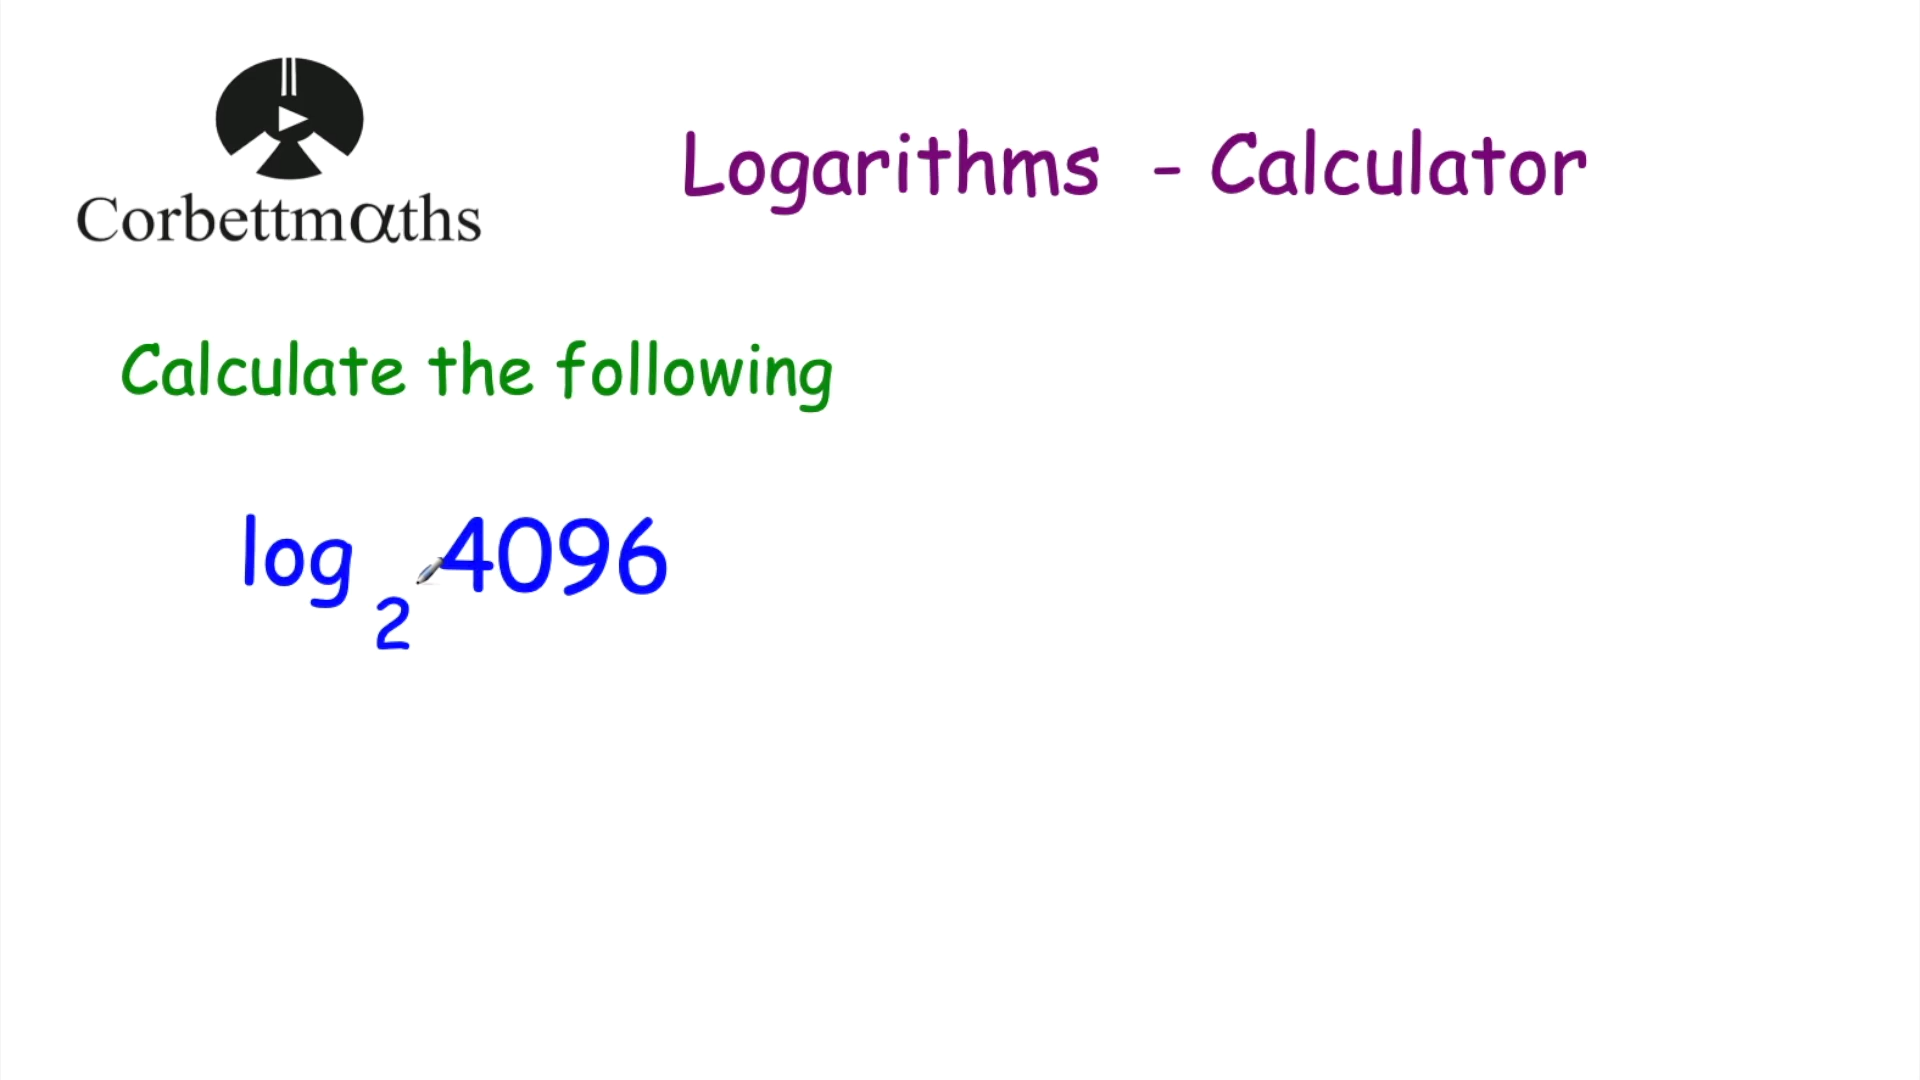 Corbettmαths
Logarithms - Calculator
Calculate the following
log 2 4096